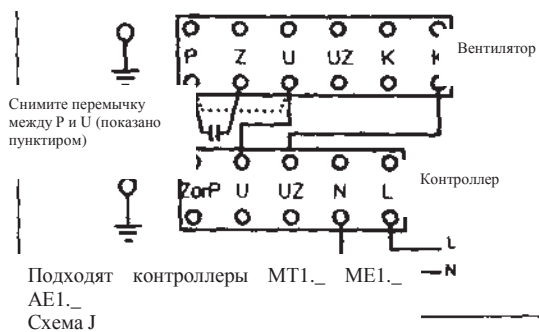 P Z U UZ K
Вентилятор
Снимите перемычку
между P и U (показано
пунктиром)
ZorP U UZ N L
Контроллер
L
N
Подходят контроллеры MT1._ ME1._
AE1._
Схема J